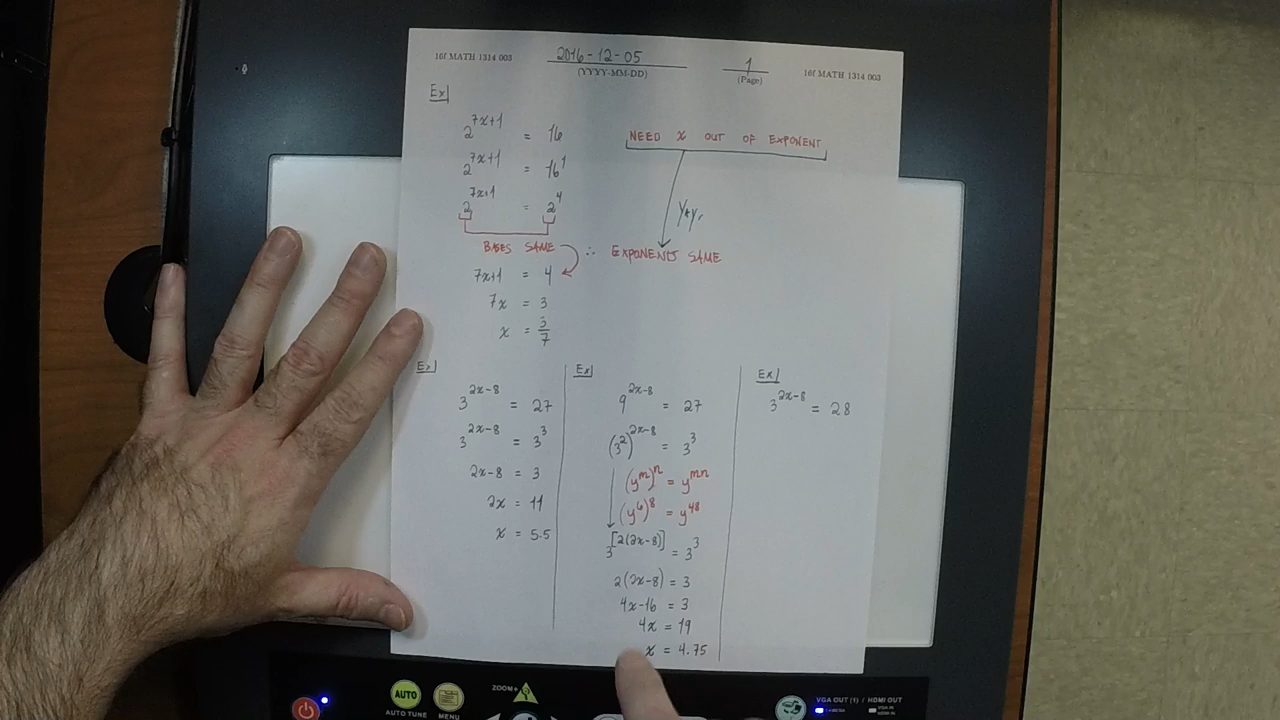 16f MATH 1314 003
2016-12-05
(YYYY-MM-DD)
1
(Page)
16f MATH 1314 003
Ex
2^{7x+1} = 16
2^{7x+1} = 16^1
2^{7x+1} = 2^4
NEED x OUT OF EXPONENT
YAY,
BASES SAME ∴ EXPONENTS SAME
7x+1 = 4
7x = 3
x = 3/7
Ex
3^{2x-8} = 27
3^{2x-8} = 3^3
2x-8 = 3
2x = 11
x = 5.5
Ex
9^{2x-8} = 27
(3^2)^{2x-8} = 3^3
(y^m)^n = y^{mn}
(y^6)^8 = y^{48}
3^{[2(2x-8)]} = 3^3
2(2x-8) = 3
4x-16 = 3
4x = 19
x = 4.75
Ex
3^{2x-8} = 28
ZOOM+
AUTO
AUTO TUNE
MENU
VGA OUT (1) / HDMI OUT